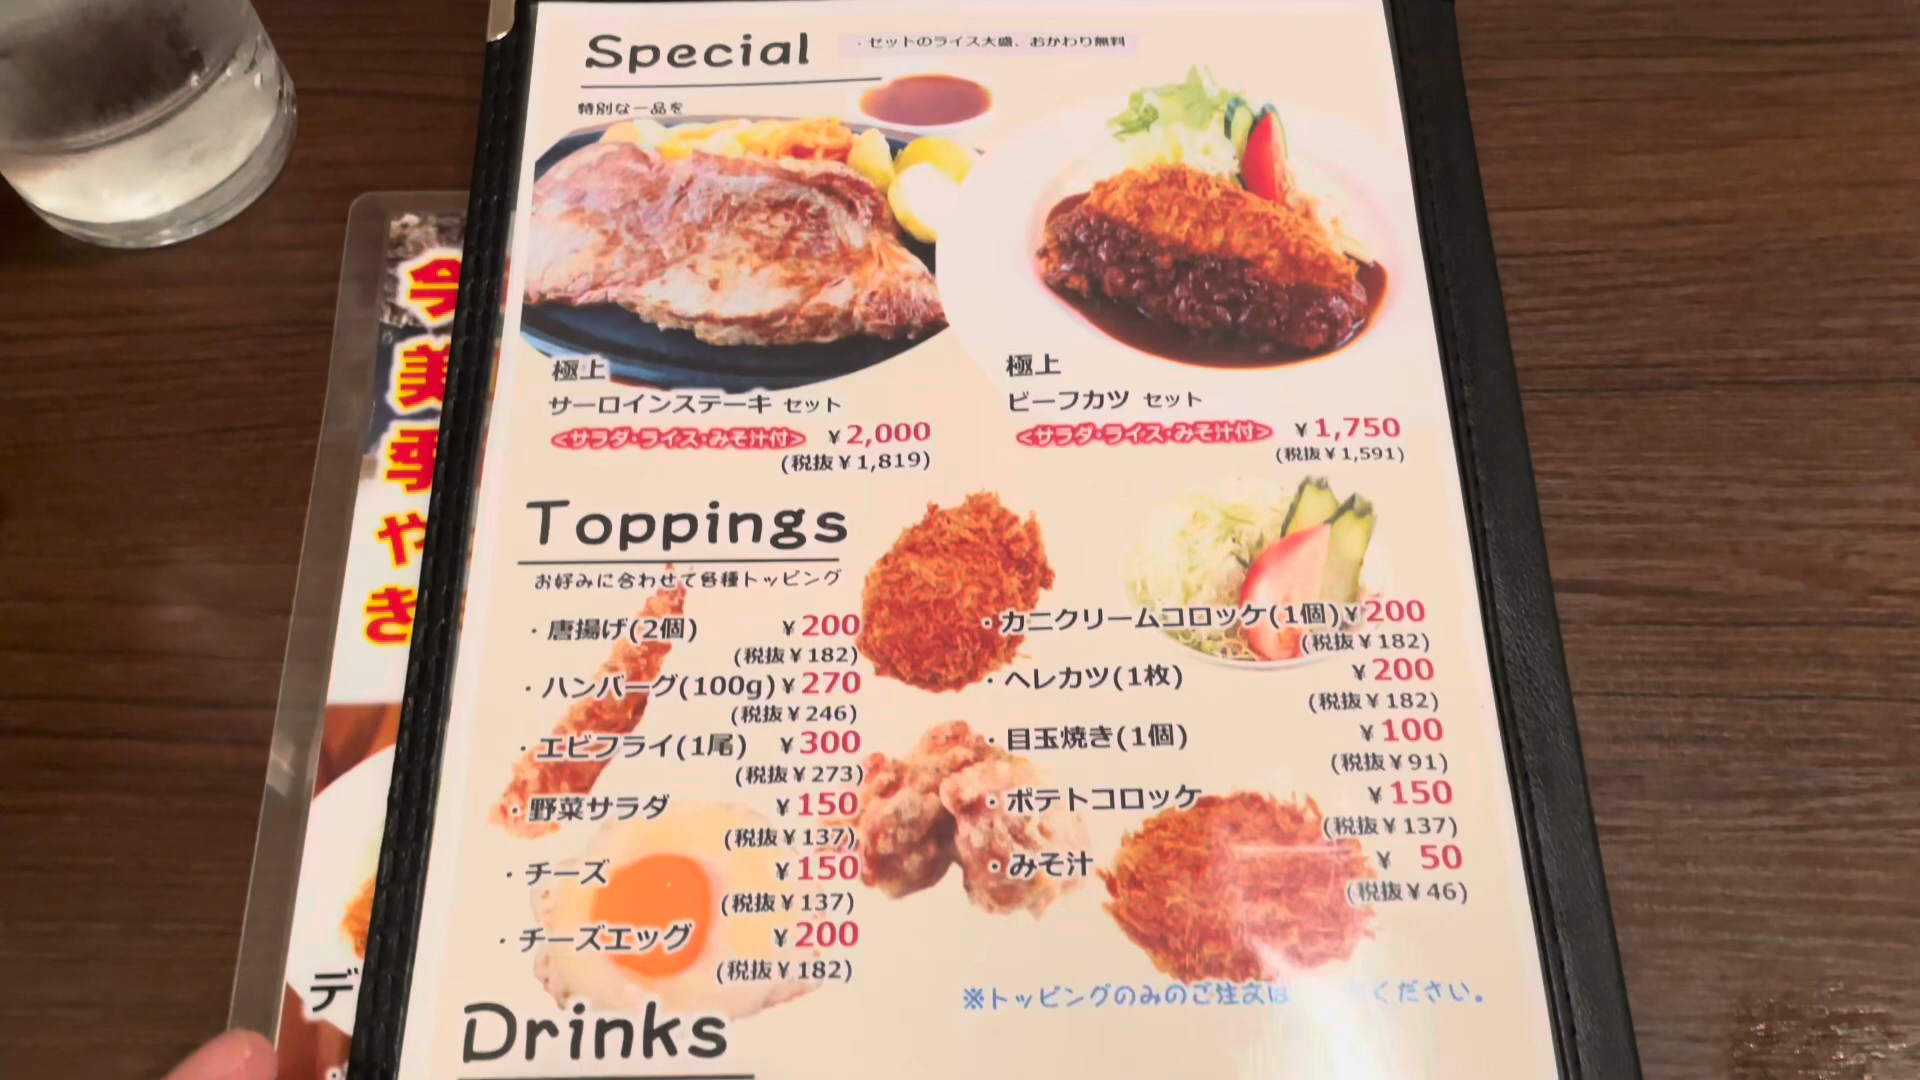 Special
・セットのライス大盛、おかわり無料
特別な一品を
極上
サーロインステーキ セット
<サラダ・ライス・みそ汁付> ¥2,000
(税抜¥1,819)
極上
ビーフカツ セット
<サラダ・ライス・みそ汁付> ¥1,750
(税抜¥1,591)
Toppings
お好みに合わせて各種トッピング
・唐揚げ(2個) ¥200
(税抜¥182)
・ハンバーグ(100g) ¥270
(税抜¥246)
・エビフライ(1尾) ¥300
(税抜¥273)
・野菜サラダ ¥150
(税抜¥137)
・チーズ ¥150
(税抜¥137)
・チーズエッグ ¥200
(税抜¥182)
・カニクリームコロッケ(1個) ¥200
(税抜¥182)
・ヘレカツ(1枚) ¥200
(税抜¥182)
・目玉焼き(1個) ¥100
(税抜¥91)
・ポテトコロッケ ¥150
(税抜¥137)
・みそ汁 ¥ 50
(税抜¥46)
※トッピングのみのご注文は ください。
Drinks
やき
デ